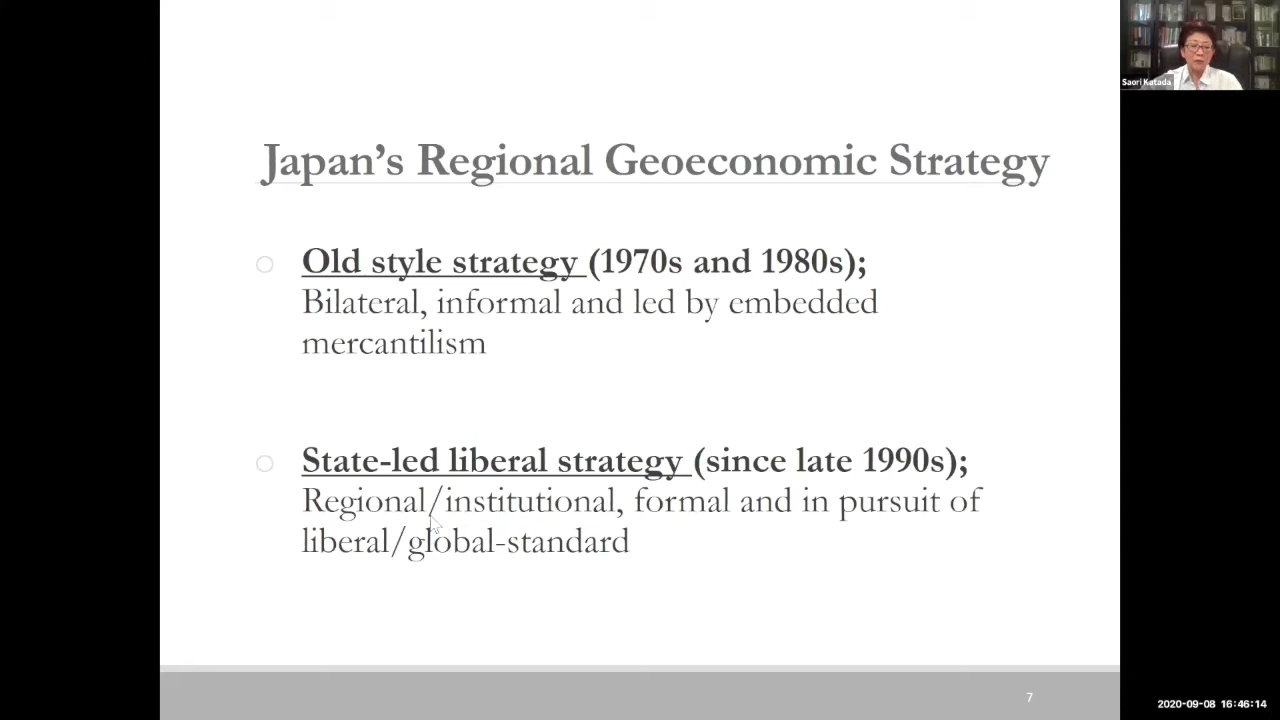 Saori Katada
Japan's Regional Geoeconomic Strategy
Old style strategy (1970s and 1980s);
Bilateral, informal and led by embedded
mercantilism
State-led liberal strategy (since late 1990s);
Regional/institutional, formal and in pursuit of
liberal/global-standard
7
2020-09-08 16:46:14